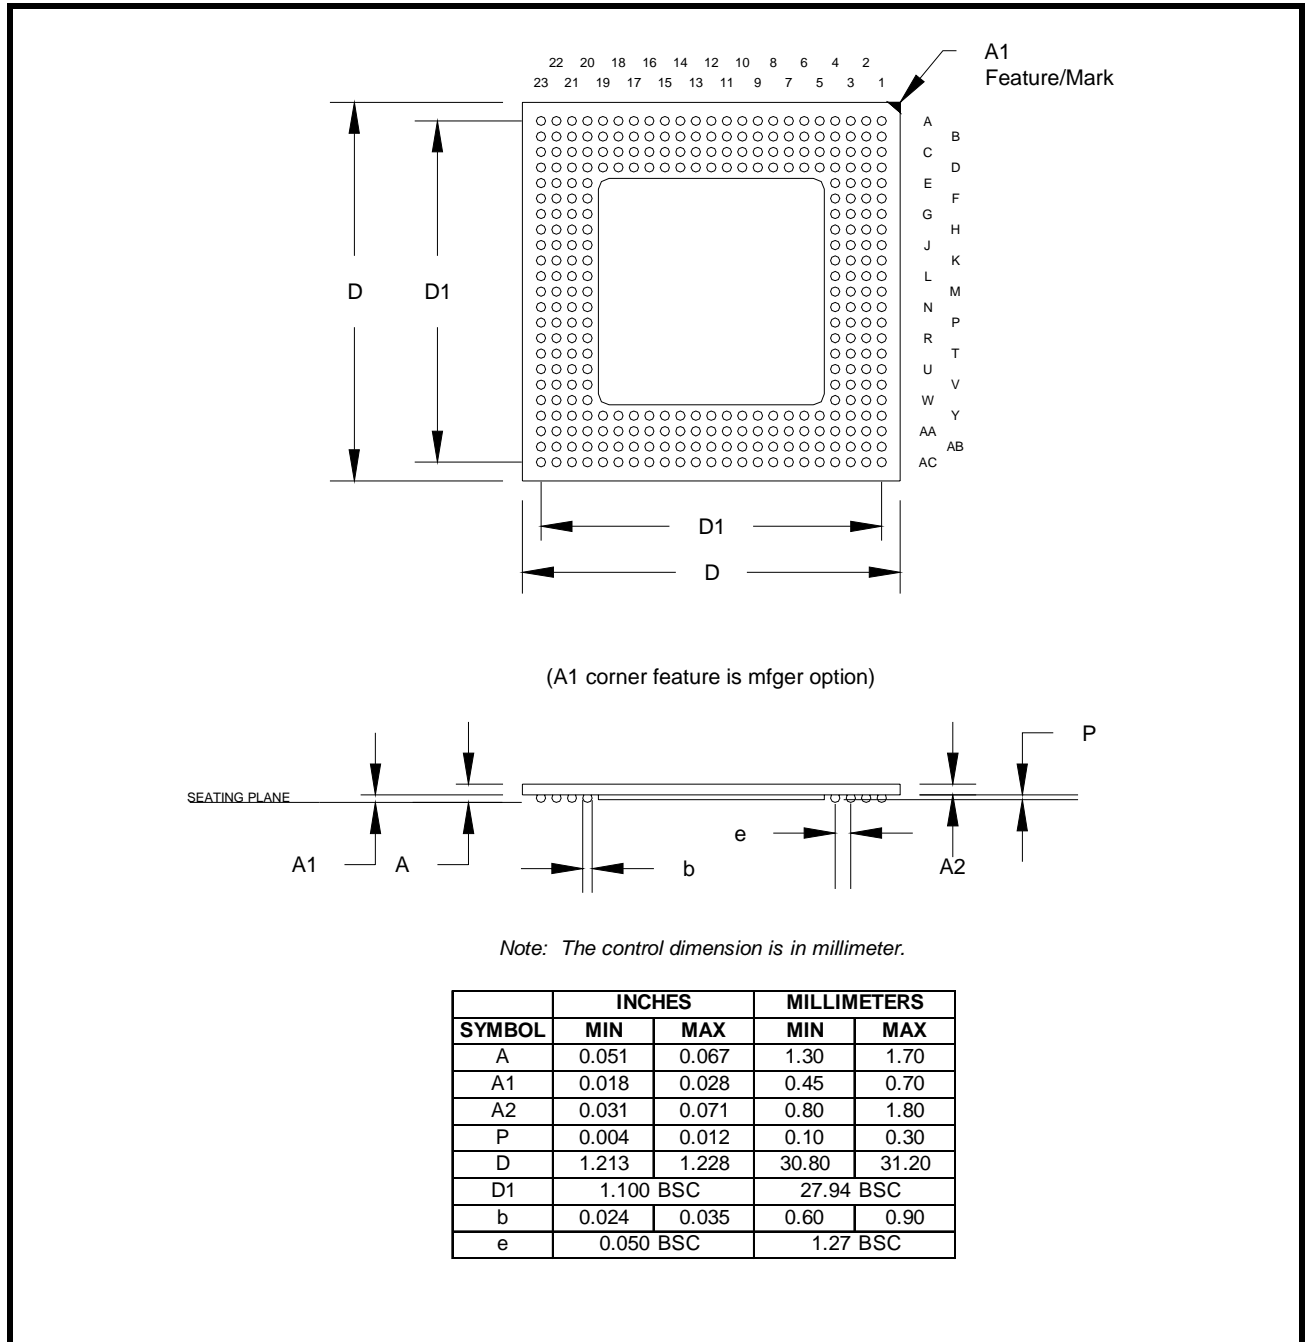 A1
Feature/Mark
22 20 18 16 14 12 10 8 6 4 2
23 21 19 17 15 13 11 9 7 5 3 1
A
B
C
D
E
F
G
H
J
K
L
M
N
P
R
T
U
V
W
Y
AA
AB
AC
D
D1
D1
D
(A1 corner feature is mfger option)
P
SEATING PLANE
e
A1
A
b
A2
Note: The control dimension is in millimeter.
INCHES MILLIMETERS
SYMBOL MIN MAX MIN MAX
A 0.051 0.067 1.30 1.70
A1 0.018 0.028 0.45 0.70
A2 0.031 0.071 0.80 1.80
P 0.004 0.012 0.10 0.30
D 1.213 1.228 30.80 31.20
D1 1.100 BSC 27.94 BSC
b 0.024 0.035 0.60 0.90
e 0.050 BSC 1.27 BSC